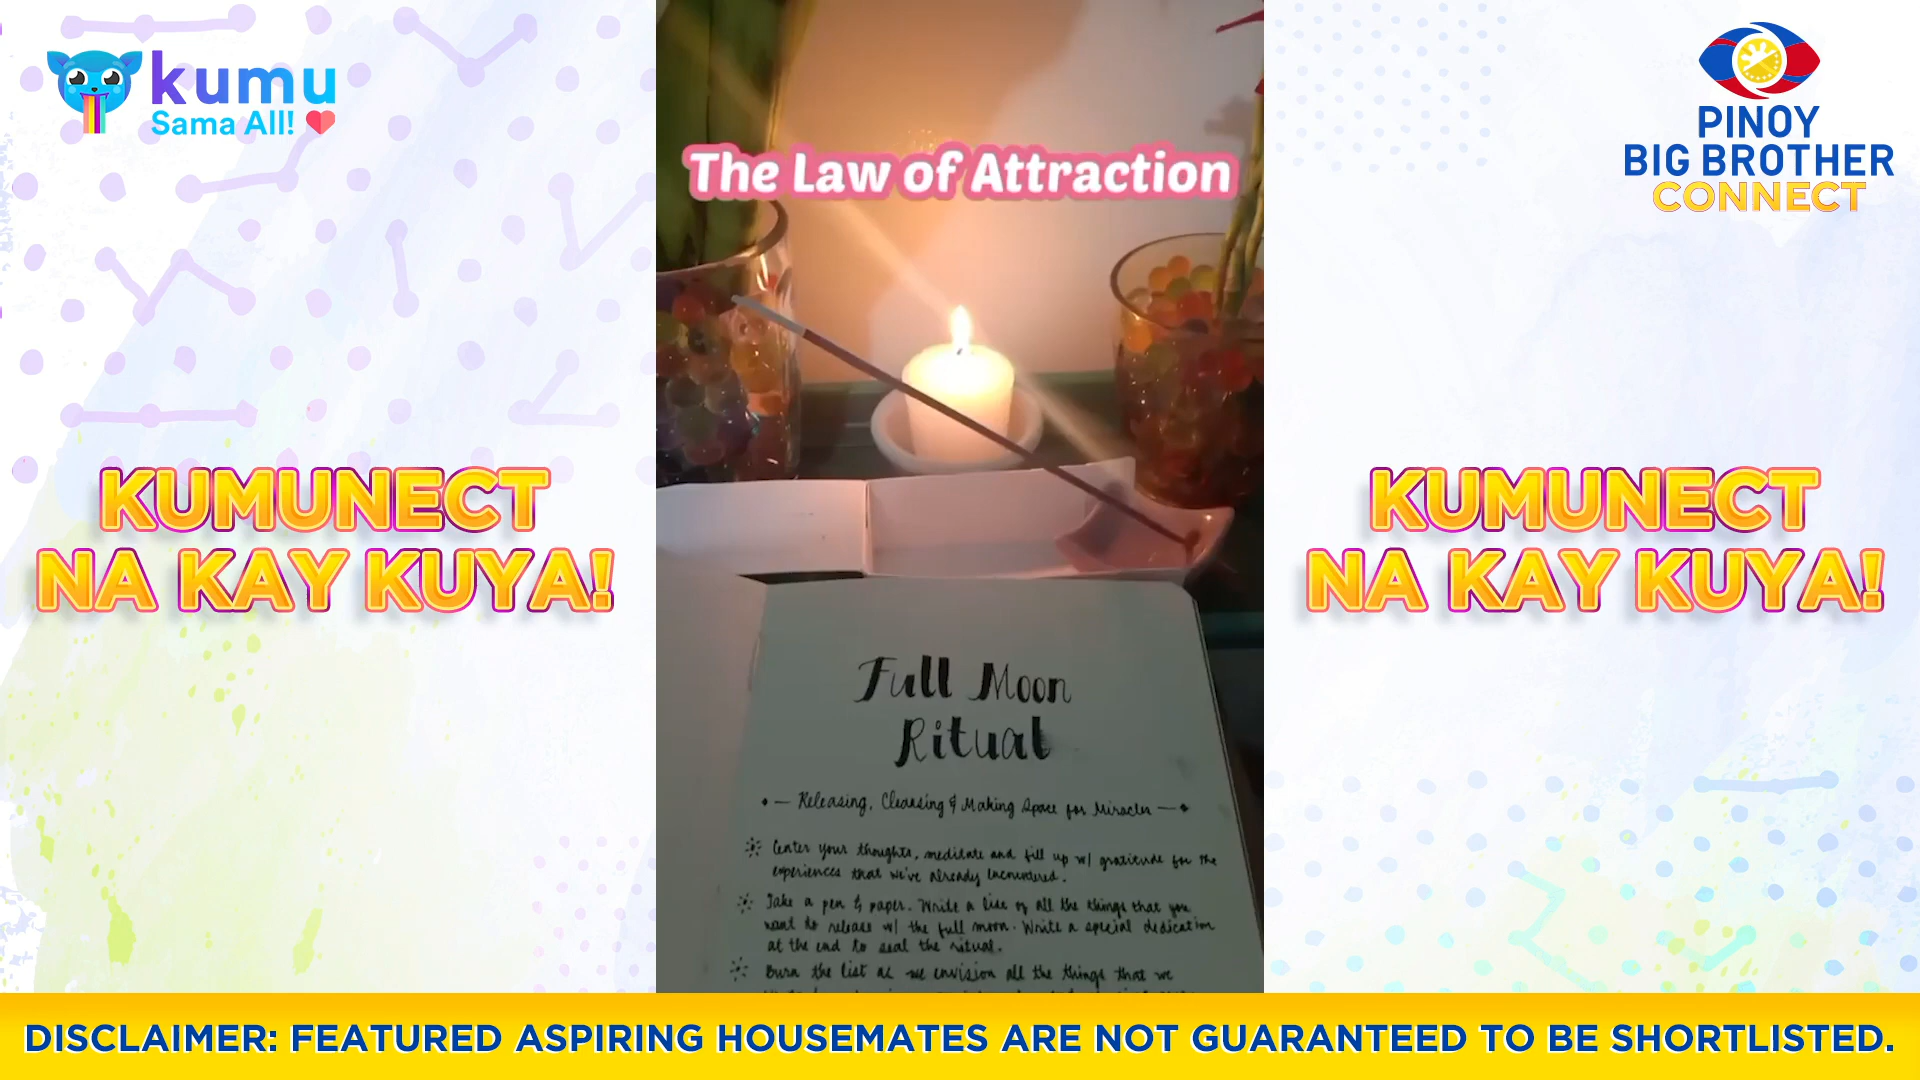 kumu
Sama All!
PINOY
BIG BROTHER
CONNECT
The Law of Attraction
KUMUNECT
NA KAY KUYA!
KUMUNECT
NA KAY KUYA!
Full Moon
Ritual
Releasing, Cleansing & Making Space for Miracles
Center your thoughts, meditate and fill up w/ gratitude for the
experiences that we've already encountered.
Take a pen & paper. Write a list of all the things that you
want to release w/ the full moon. Write a special dedication
at the end to seal the ritual.
Burn the list as we envision all the things that we
DISCLAIMER: FEATURED ASPIRING HOUSEMATES ARE NOT GUARANTEED TO BE SHORTLISTED.